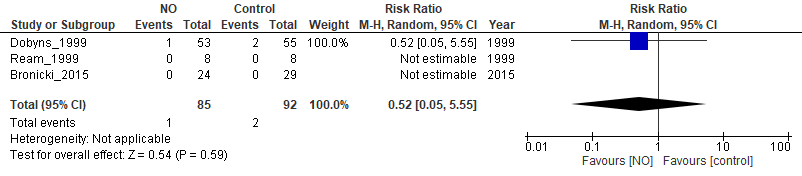 NO Control Risk Ratio Risk Ratio
Study or Subgroup Events Total Events Total Weight M-H, Random, 95% CI Year M-H, Random, 95% CI
Dobyns_1999 1 53 2 55 100.0% 0.52 [0.05, 5.55] 1999
Ream_1999 0 8 0 8 Not estimable 1999
Bronicki_2015 0 24 0 29 Not estimable 2015
Total (95% CI) 85 92 100.0% 0.52 [0.05, 5.55]
Total events 1 2
Heterogeneity: Not applicable
Test for overall effect: Z = 0.54 (P = 0.59)
0.01 0.1 1 10 100
Favours [NO] Favours [control]